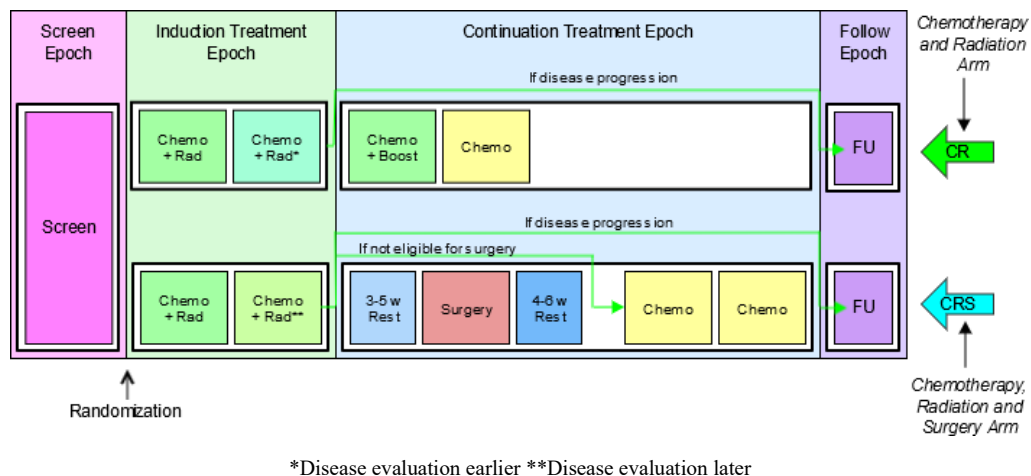 Screen
Epoch
Induction Treatment
Epoch
Continuation Treatment Epoch
Follow
Epoch
Chemotherapy
and Radiation
Arm
If disease progression
Chemo
+ Rad
Chemo
+ Rad*
Chemo
+ Boost
Chemo
FU
CR
Screen
If disease progression
If not eligible for surgery
Chemo
+ Rad
Chemo
+ Rad**
3-5 w
Rest
Surgery
4-6 w
Rest
Chemo
Chemo
FU
CRS
Randomization
Chemotherapy,
Radiation and
Surgery Arm
*Disease evaluation earlier **Disease evaluation later